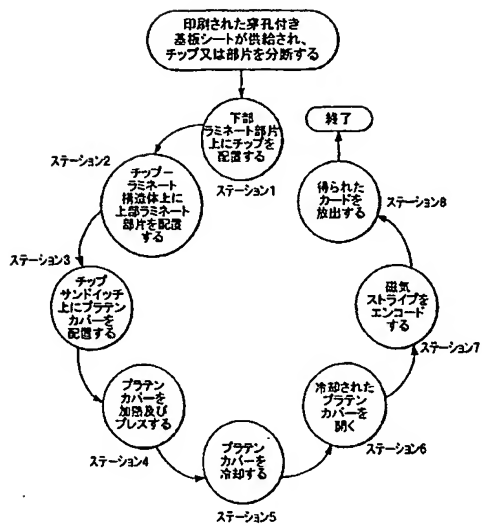 印刷された穿孔付き
基板シートが供給され、
チップ又は部片を分断する
下部
ラミネート部片
上にチップを
配置する
ステーション1
ステーション2
チップー
ラミネート
構造体上に
上部ラミネート
部片を配置
する
ステーション3
チップ
サンドイッチ
上にプラテン
カバーを
配置する
プラテン
カバーを
加熱及び
プレスする
ステーション4
プラテン
カバーを
冷却する
ステーション5
冷却された
プラテン
カバーを
開く
ステーション6
磁気
ストライプを
エンコード
する
ステーション7
得られた
カードを
放出する
ステーション8
終了